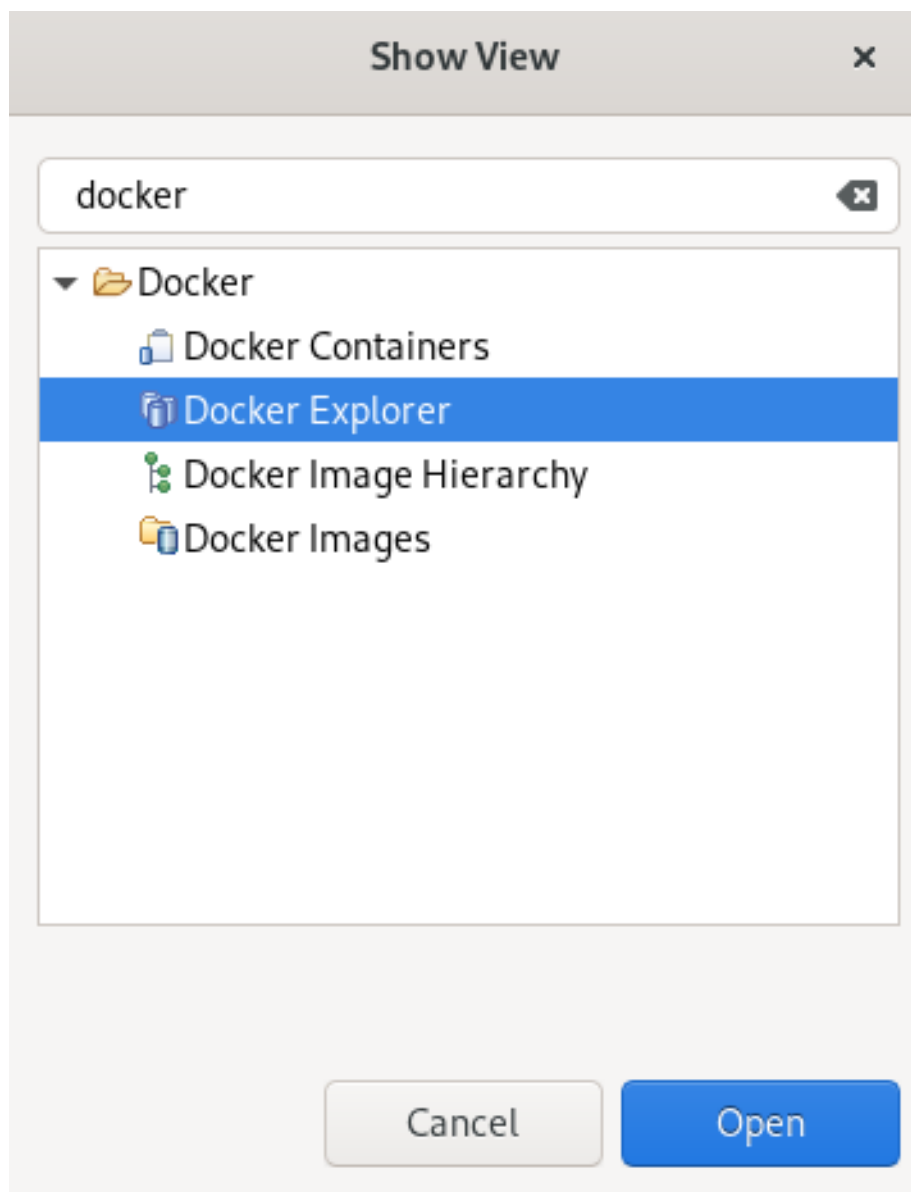 Show View
docker
Docker
Docker Containers
Docker Explorer
Docker Image Hierarchy
Docker Images
Cancel
Open